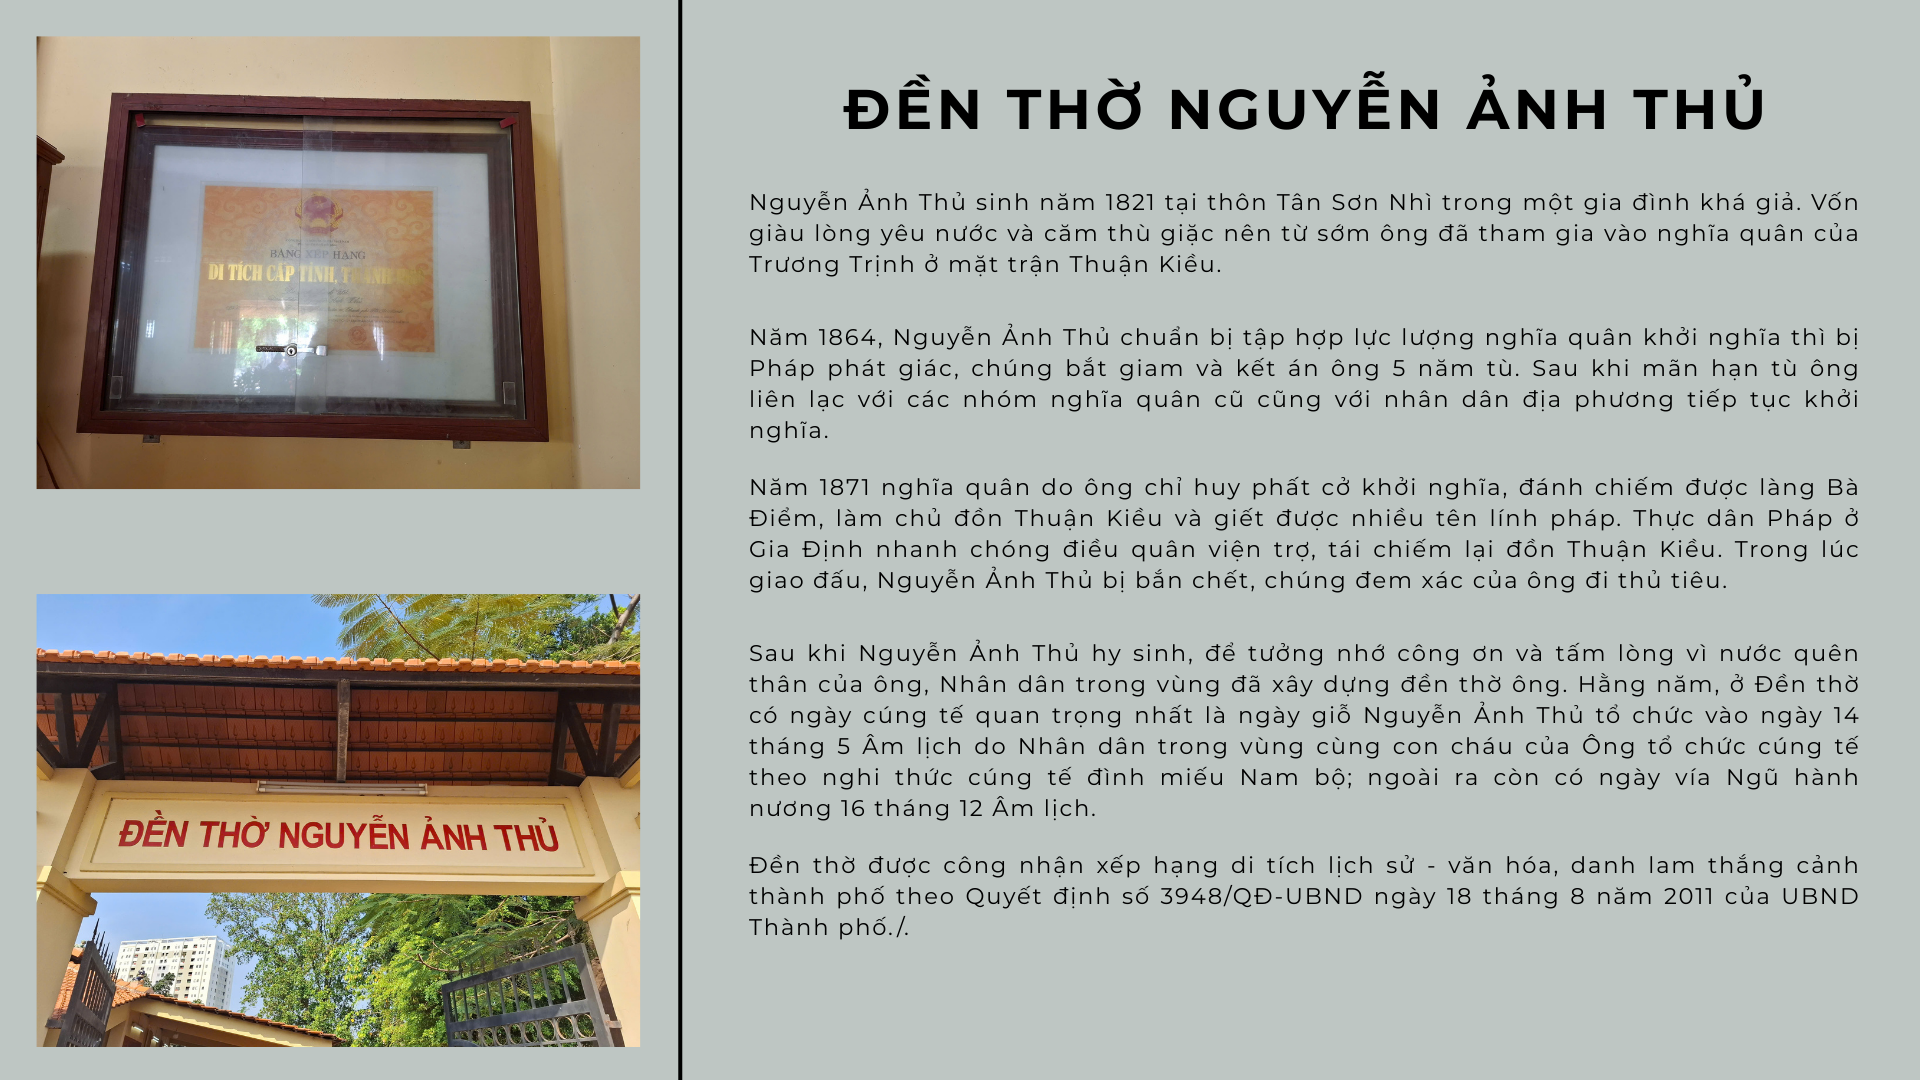 BẰNG XẾP HẠNG
DI TÍCH CẤP TỈNH,
ĐỀN THỜ NGUYỄN ẢNH THỦ
ĐỀN THỜ NGUYỄN ẢNH THỦ
Nguyễn Ảnh Thủ sinh năm 1821 tại thôn Tân Sơn Nhì trong một gia đình khá giả. Vốn
giàu lòng yêu nước và căm thù giặc nên từ sớm ông đã tham gia vào nghĩa quân của
Trương Trịnh ở mặt trận Thuận Kiều.
Năm 1864, Nguyễn Ảnh Thủ chuẩn bị tập hợp lực lượng nghĩa quân khởi nghĩa thì bị
Pháp phát giác, chúng bắt giam và kết án ông 5 năm tù. Sau khi mãn hạn tù ông
liên lạc với các nhóm nghĩa quân cũ cũng với nhân dân địa phương tiếp tục khởi
nghĩa.
Năm 1871 nghĩa quân do ông chỉ huy phất cở khởi nghĩa, đánh chiếm được làng Bà
Điểm, làm chủ đồn Thuận Kiều và giết được nhiều tên lính pháp. Thực dân Pháp ở
Gia Định nhanh chóng điều quân viện trợ, tái chiếm lại đồn Thuận Kiều. Trong lúc
giao đấu, Nguyễn Ảnh Thủ bị bắn chết, chúng đem xác của ông đi thủ tiêu.
Sau khi Nguyễn Ảnh Thủ hy sinh, để tưởng nhớ công ơn và tấm lòng vì nước quên
thân của ông, Nhân dân trong vùng đã xây dựng đền thờ ông. Hằng năm, ở Đền thờ
có ngày cúng tế quan trọng nhất là ngày giỗ Nguyễn Ảnh Thủ tổ chức vào ngày 14
tháng 5 Âm lịch do Nhân dân trong vùng cùng con cháu của Ông tổ chức cúng tế
theo nghi thức cúng tế đình miếu Nam bộ; ngoài ra còn có ngày vía Ngũ hành
nương 16 tháng 12 Âm lịch.
Đền thờ được công nhận xếp hạng di tích lịch sử - văn hóa, danh lam thắng cảnh
thành phố theo Quyết định số 3948/QĐ-UBND ngày 18 tháng 8 năm 2011 của UBND
Thành phố./.